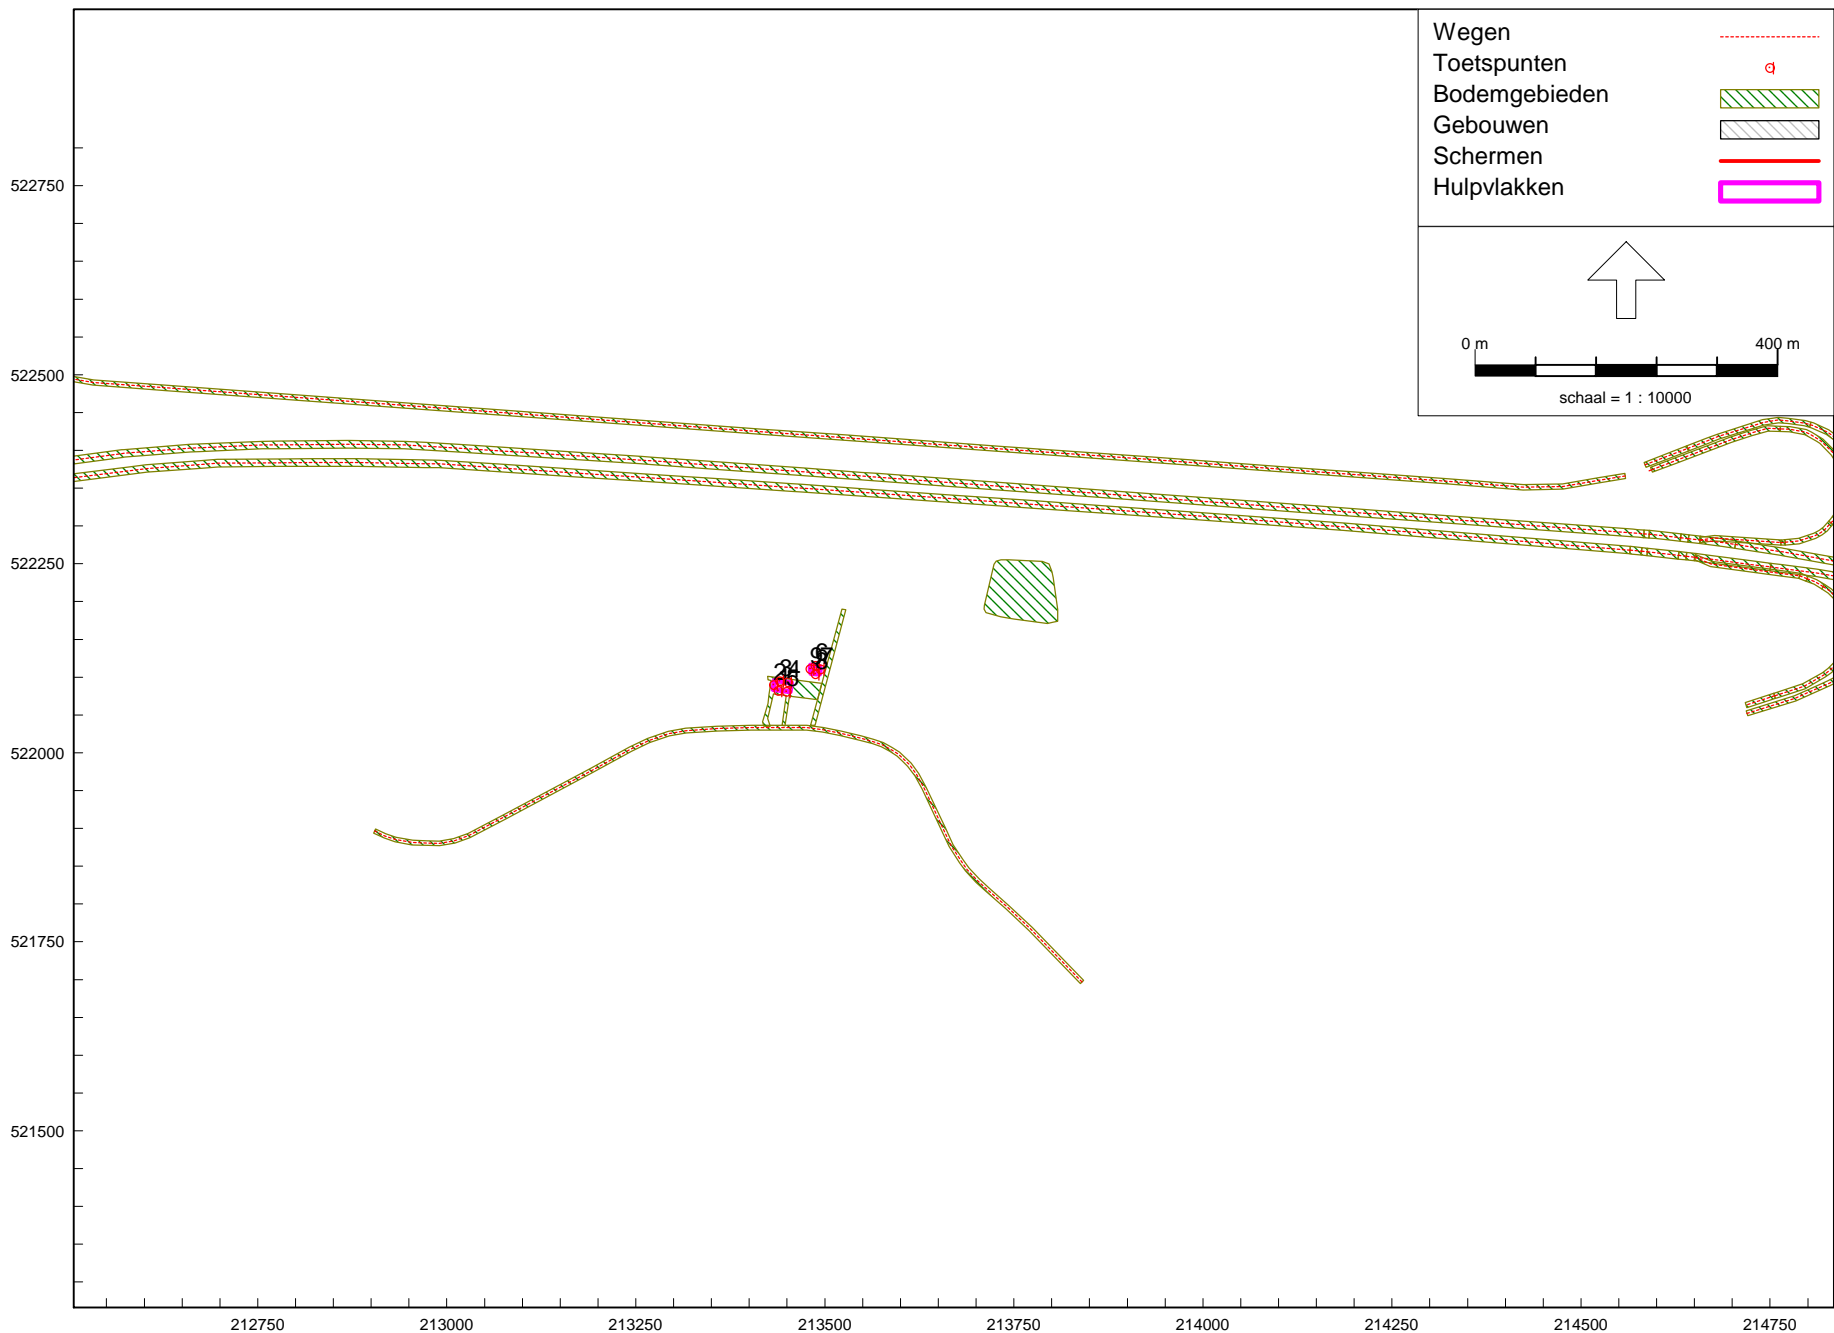 Wegen
Toetspunten
Bodemgebieden
Gebouwen
Schermen
Hulpvlakken
0 m 400 m
schaal = 1 : 10000
522750
522500
522250
522000
521750
521500
212750 213000 213250 213500 213750 214000 214250 214500 214750